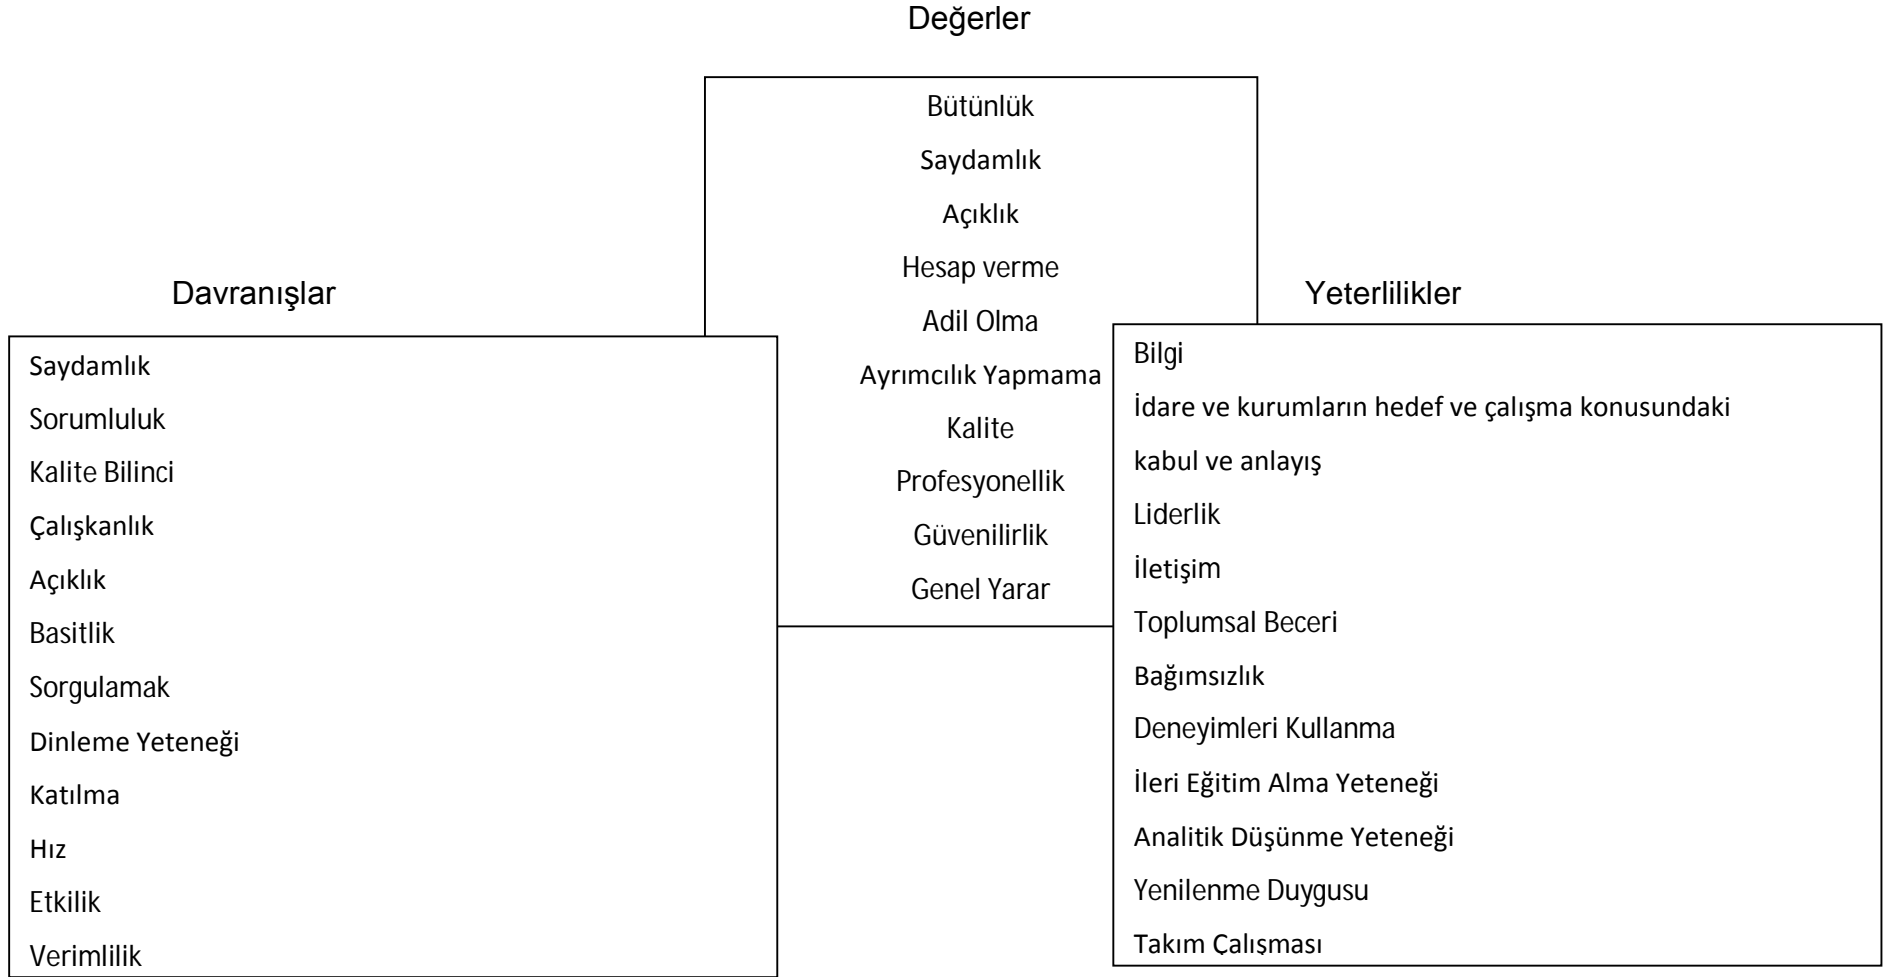 Değerler
Bütünlük
Saydamlık
Açıklık
Hesap verme
Adil Olma
Ayrımcılık Yapmama
Kalite
Profesyonellik
Güvenilirlik
Genel Yarar
Davranışlar
Saydamlık
Sorumluluk
Kalite Bilinci
Çalışkanlık
Açıklık
Basitlik
Sorgulamak
Dinleme Yeteneği
Katılma
Hız
Etkilik
Verimlilik
Yeterlilikler
Bilgi
İdare ve kurumların hedef ve çalışma konusundaki
kabul ve anlayış
Liderlik
İletişim
Toplumsal Beceri
Bağımsızlık
Deneyimleri Kullanma
İleri Eğitim Alma Yeteneği
Analitik Düşünme Yeteneği
Yenilenme Duygusu
Takım Çalışması